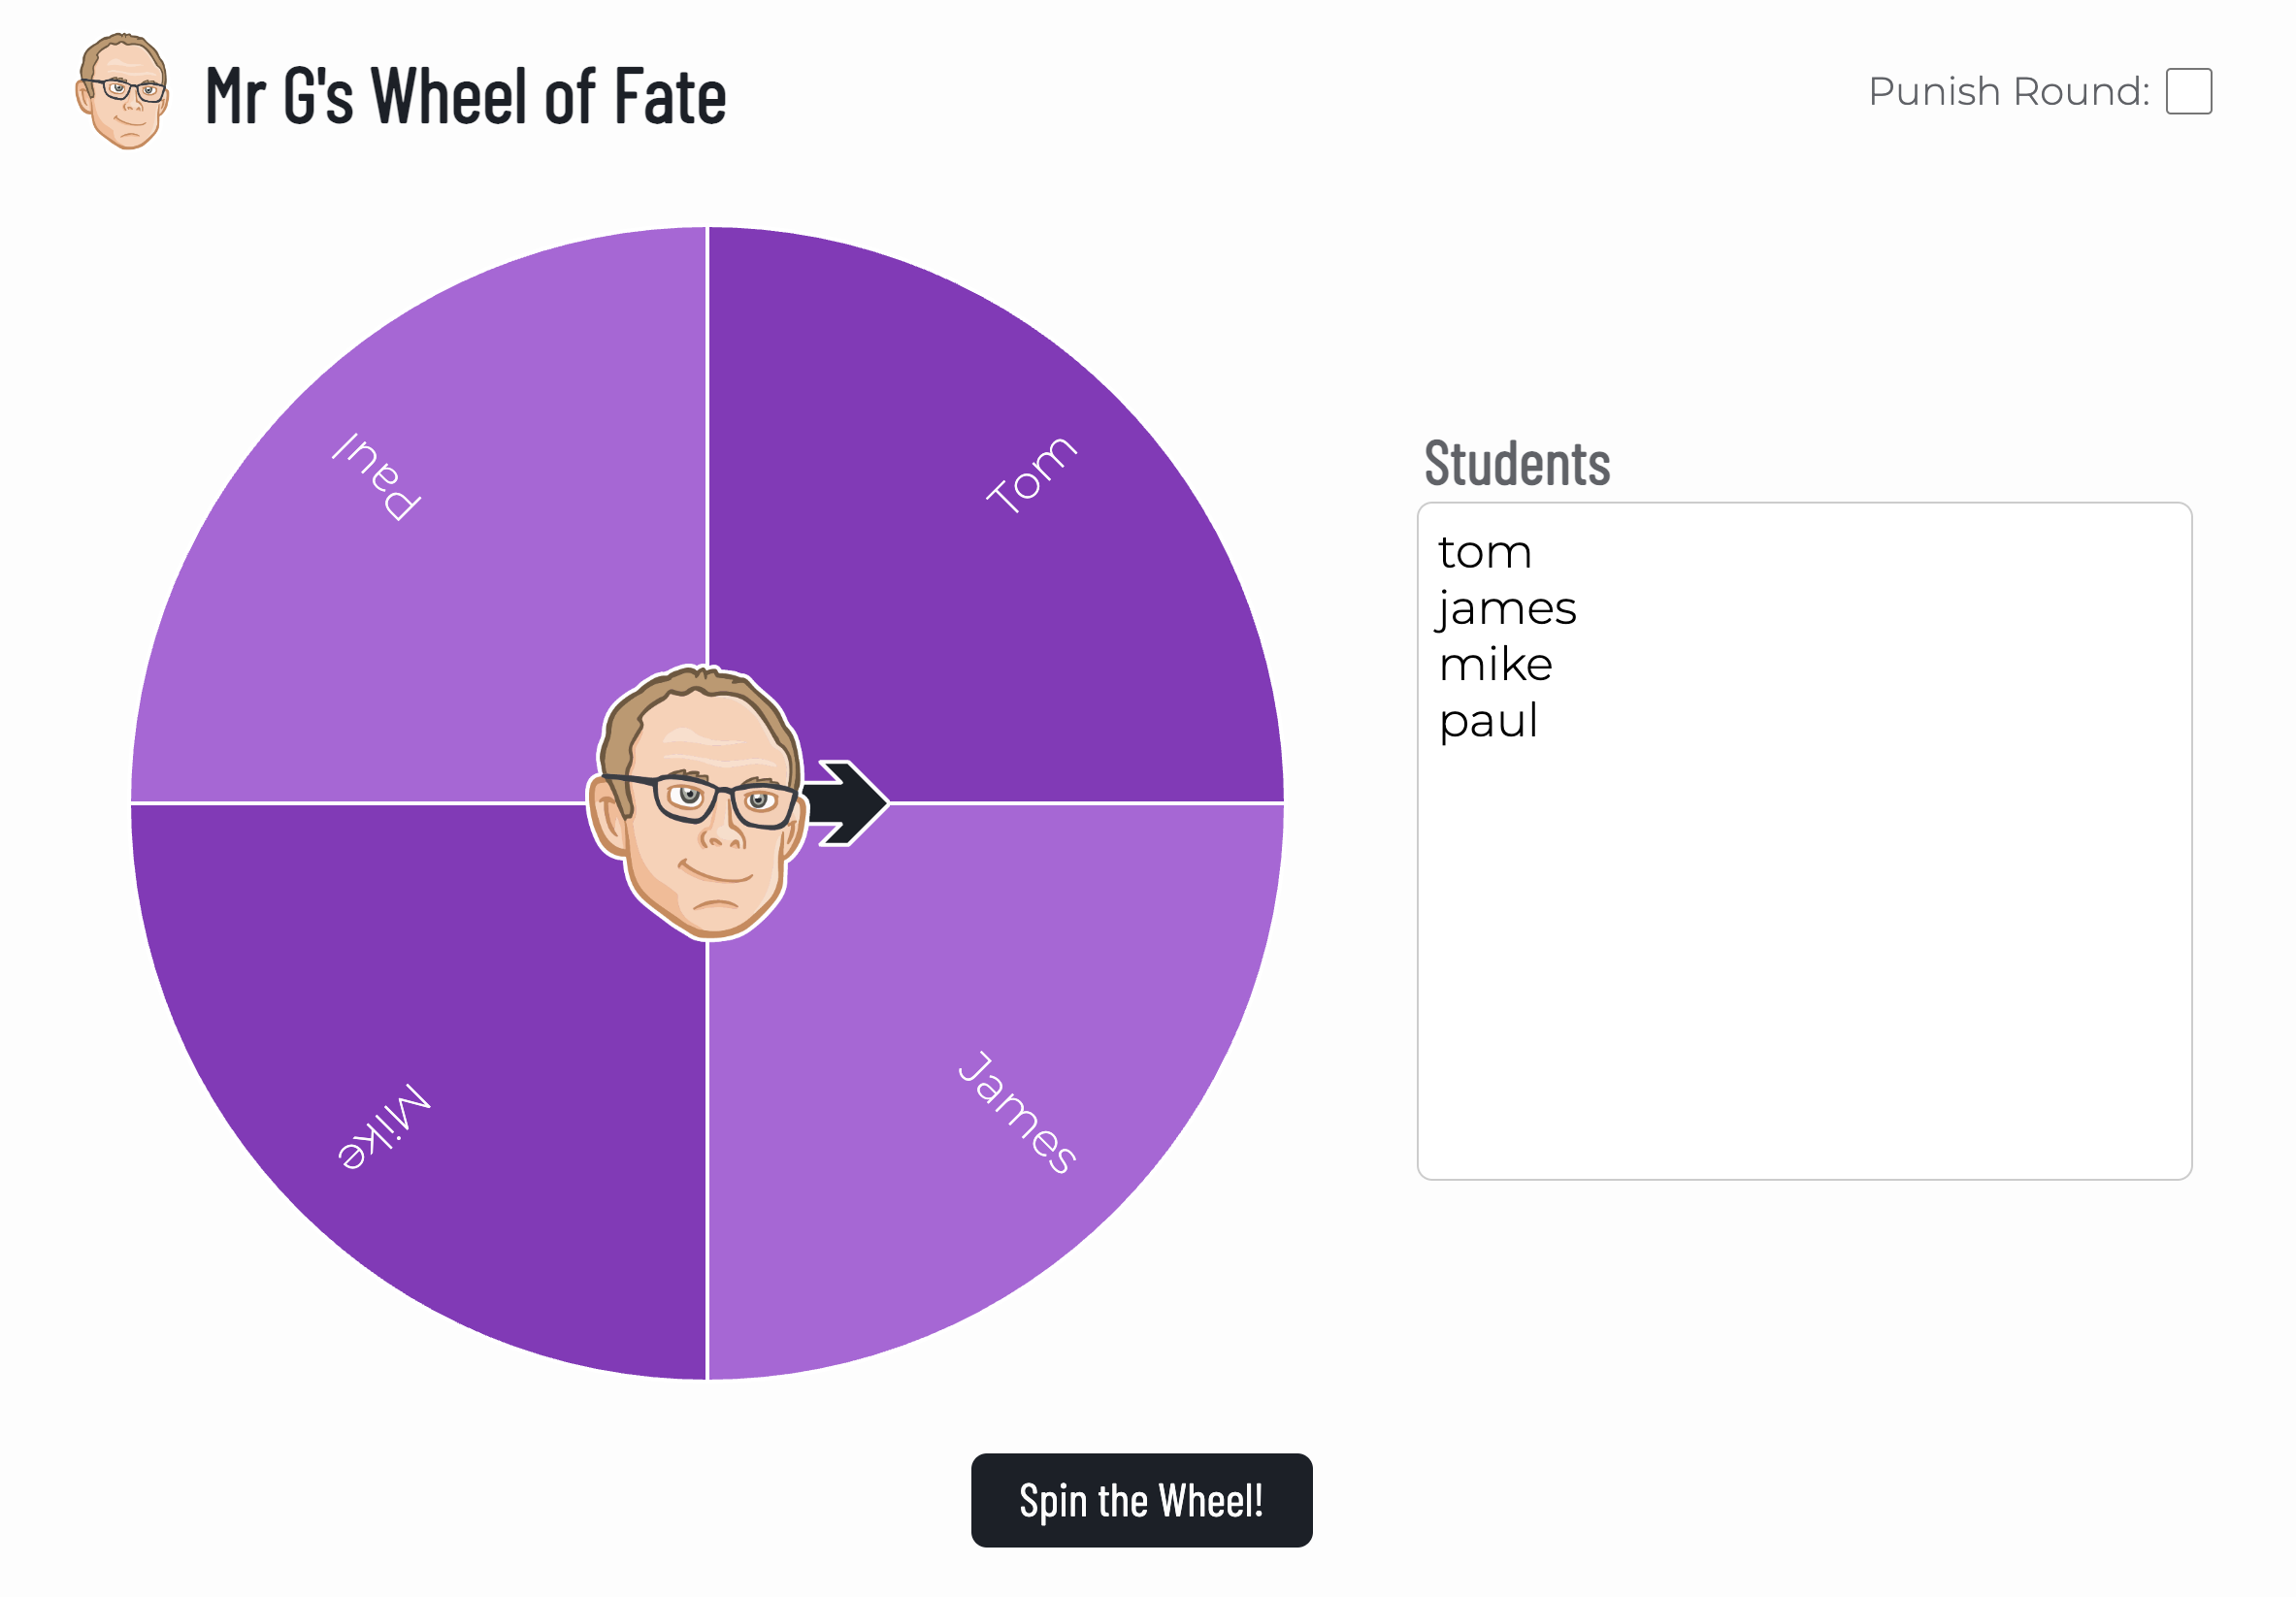 Mr G's Wheel of Fate
Punish Round:
Paul
Tom
Mike
James
Students
tom
james
mike
paul
Spin the Wheel!